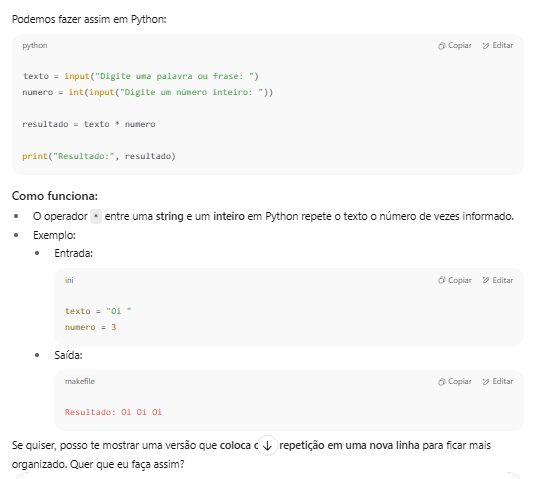 Podemos fazer assim em Python:
python
Copiar
Editar
texto = input("Digite uma palavra ou frase: ")
numero = int(input("Digite um número inteiro: "))
resultado = texto * numero
print("Resultado:", resultado)
Como funciona:
• O operador * entre uma string e um inteiro em Python repete o texto o número de vezes informado.
• Exemplo:
• Entrada:
ini
Copiar
Editar
texto = "Oi "
numero = 3
• Saída:
makefile
Copiar
Editar
Resultado: Oi Oi Oi
Se quiser, posso te mostrar uma versão que coloca repetição em uma nova linha para ficar mais
organizado. Quer que eu faça assim?